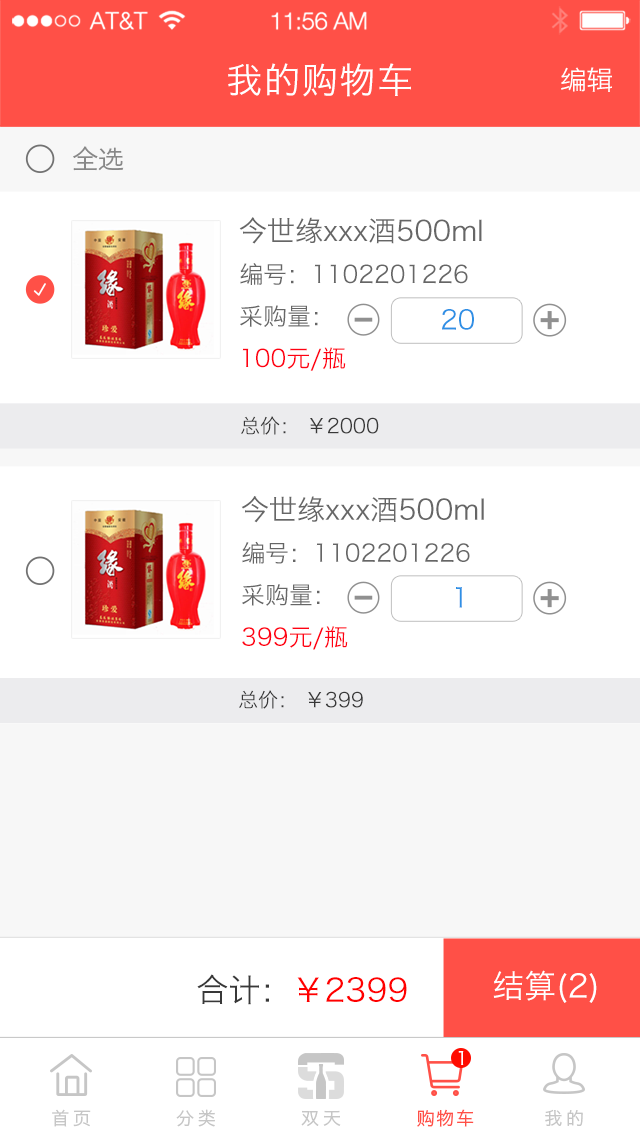 AT&T 11:56 AM
我的购物车 编辑
全选
今世缘xxx酒500ml
编号：1102201226
采购量： 20
100元/瓶
缘
酒
珍爱
缘
总价： ￥2000
今世缘xxx酒500ml
编号：1102201226
采购量： 1
399元/瓶
缘
酒
珍爱
缘
总价： ￥399
合计：￥2399 结算(2)
1
首页 分类 双天 购物车 我的